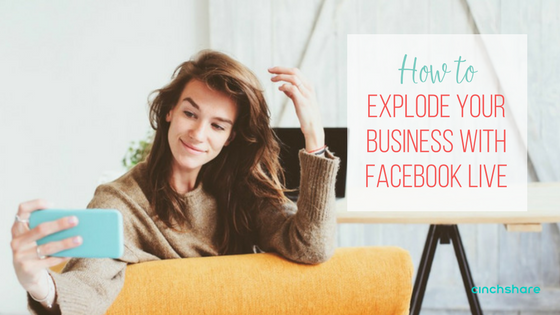 How to
EXPLODE YOUR
BUSINESS WITH
FACEBOOK LIVE
cinchshare